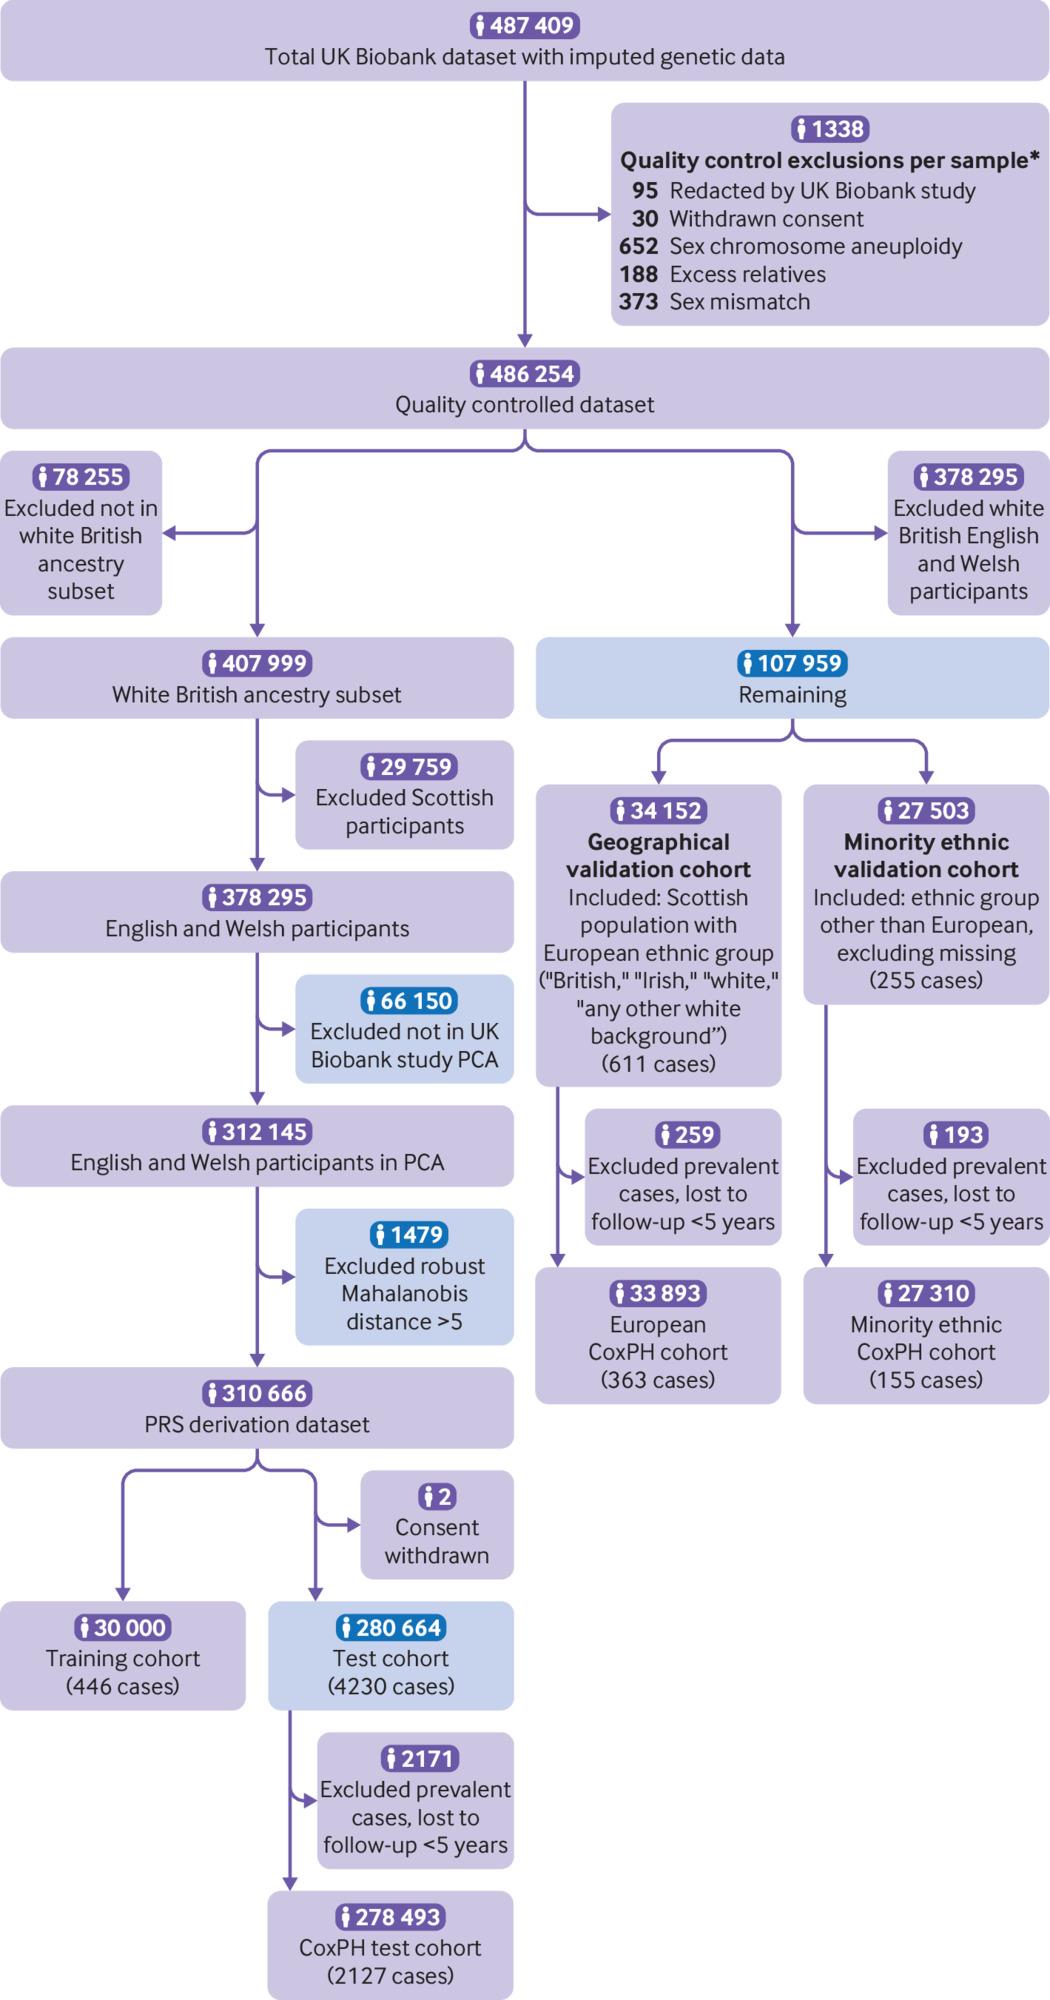 487 409
Total UK Biobank dataset with imputed genetic data
1338
Quality control exclusions per sample*
95 Redacted by UK Biobank study
30 Withdrawn consent
652 Sex chromosome aneuploidy
188 Excess relatives
373 Sex mismatch
486 254
Quality controlled dataset
78 255
Excluded not in
white British
ancestry
subset
378 295
Excluded white
British English
and Welsh
participants
407 999
White British ancestry subset
107 959
Remaining
29 759
Excluded Scottish
participants
378 295
English and Welsh participants
66 150
Excluded not in UK
Biobank study PCA
312 145
English and Welsh participants in PCA
1479
Excluded robust
Mahalanobis
distance >5
310 666
PRS derivation dataset
2
Consent
withdrawn
30 000
Training cohort
(446 cases)
280 664
Test cohort
(4230 cases)
2171
Excluded prevalent
cases, lost to
follow-up <5 years
278 493
CoxPH test cohort
(2127 cases)
34 152
Geographical
validation cohort
Included: Scottish
population with
European ethnic group
("British," "Irish," "white,"
"any other white
background”)
(611 cases)
259
Excluded prevalent
cases, lost to
follow-up <5 years
33 893
European
CoxPH cohort
(363 cases)
27 503
Minority ethnic
validation cohort
Included: ethnic group
other than European,
excluding missing
(255 cases)
193
Excluded prevalent
cases, lost to
follow-up <5 years
27 310
Minority ethnic
CoxPH cohort
(155 cases)